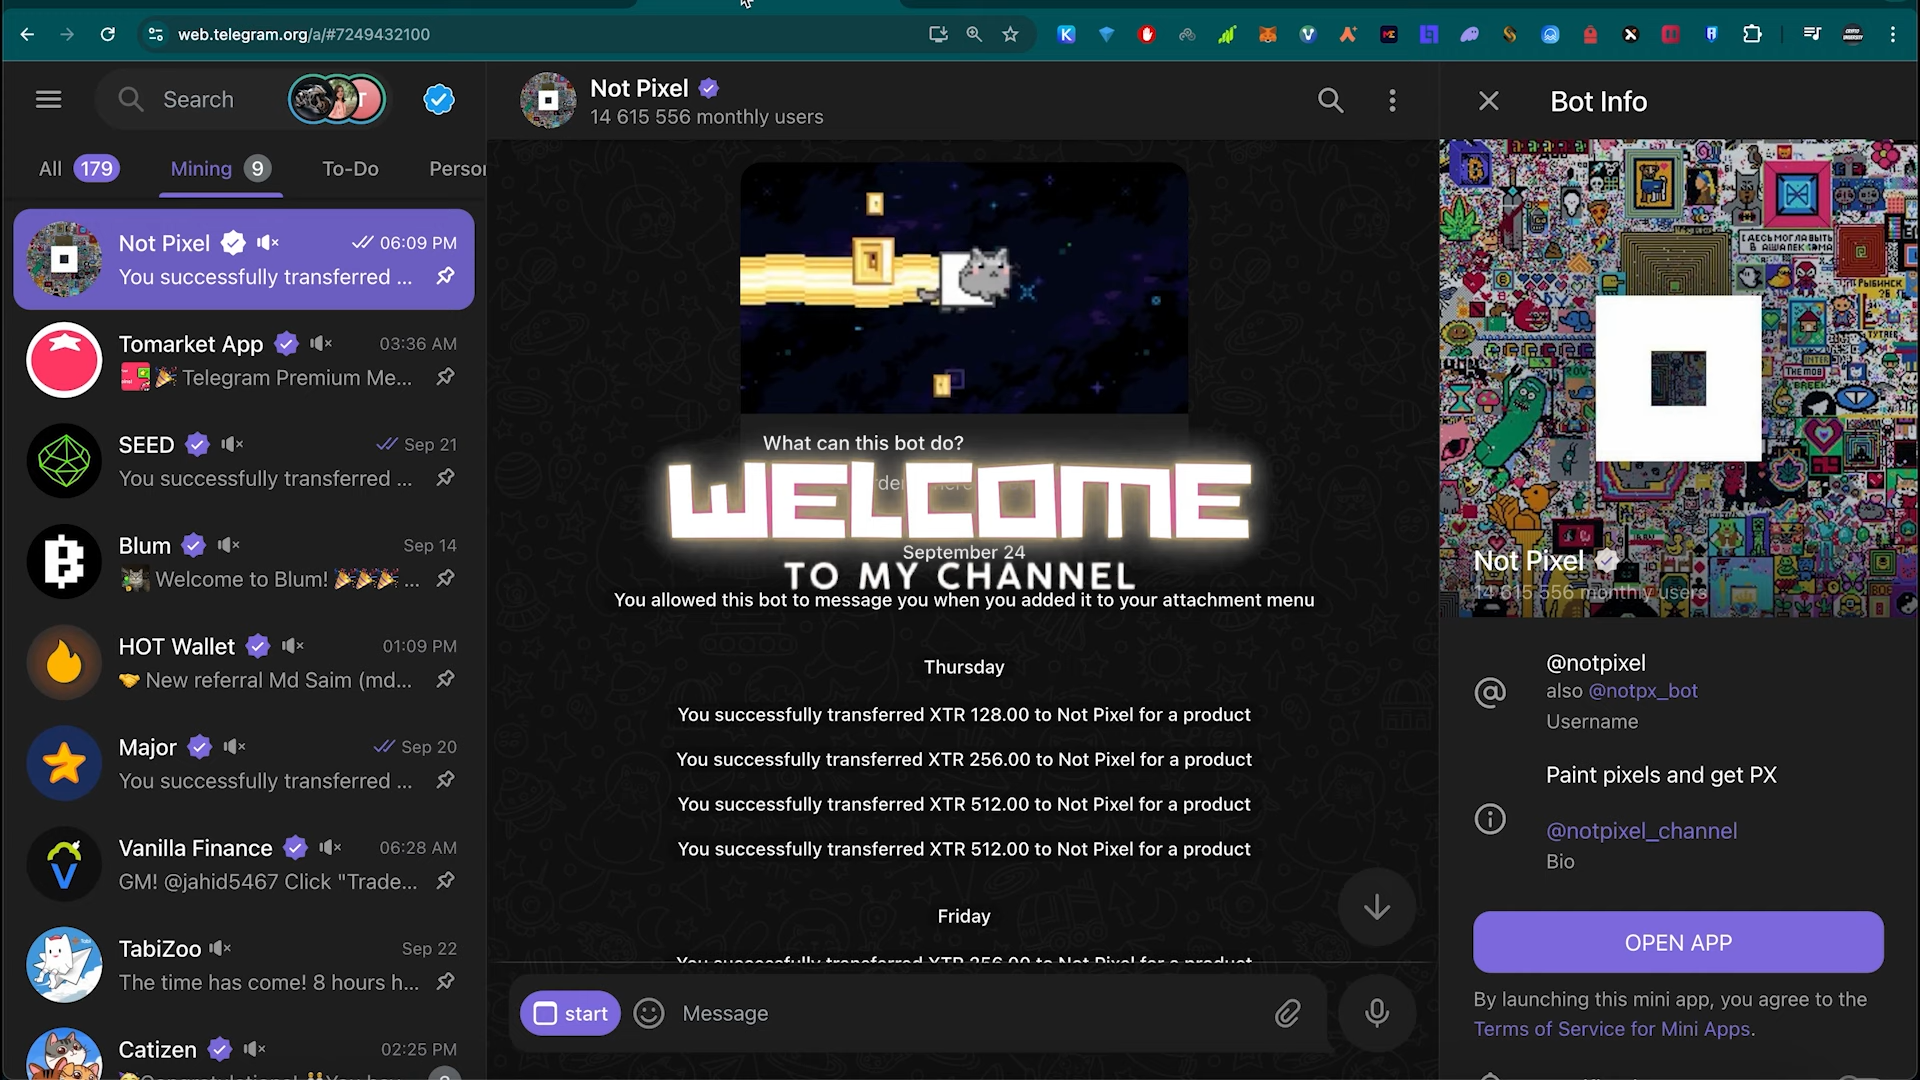 web.telegram.org/a/#7249432100
Search
All 179
Mining 9
To-Do
Person
Not Pixel
06:09 PM
You successfully transferred ...
Tomarket App
03:36 AM
Telegram Premium Me...
SEED
Sep 21
You successfully transferred ...
Blum
Sep 14
Welcome to Blum! ...
HOT Wallet
01:09 PM
New referral Md Saim (md...
Major
Sep 20
You successfully transferred ...
Vanilla Finance
06:28 AM
GM! @jahid5467 Click "Trade...
TabiZoo
Sep 22
The time has come! 8 hours h...
Catizen
02:25 PM
Not Pixel
14 615 556 monthly users
What can this bot do?
WELCOME
September 24
TO MY CHANNEL
You allowed this bot to message you when you added it to your attachment menu
Thursday
You successfully transferred XTR 128.00 to Not Pixel for a product
You successfully transferred XTR 256.00 to Not Pixel for a product
You successfully transferred XTR 512.00 to Not Pixel for a product
You successfully transferred XTR 512.00 to Not Pixel for a product
Friday
You successfully transferred XTR 256.00 to Not Pixel for a product
start
Message
Bot Info
Not Pixel
14 615 556 monthly users
@notpixel
also @notpx_bot
Username
Paint pixels and get PX
@notpixel_channel
Bio
OPEN APP
By launching this mini app, you agree to the
Terms of Service for Mini Apps.